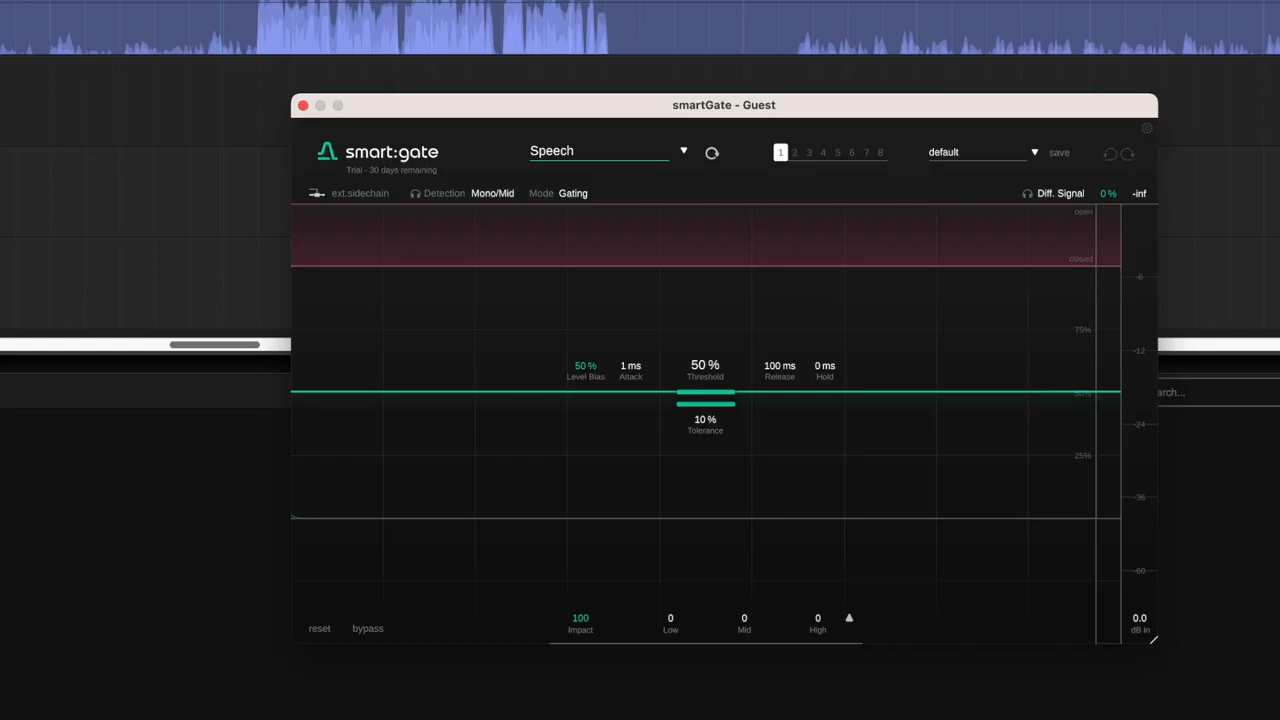 smartGate - Guest
smart:gate
Trial - 30 days remaining
Speech
1 2 3 4 5 6 7 8
default
save
ext.sidechain
Detection Mono/Mid
Mode Gating
Diff. Signal 0 % -inf
open
closed
-6
75%
-12
50 %
Level Bias
1 ms
Attack
50 %
Threshold
100 ms
Release
0 ms
Hold
50%
arch...
10 %
Tolerance
-24
25%
-36
-60
reset
bypass
100
Impact
0
Low
0
Mid
0
High
0.0
dB in